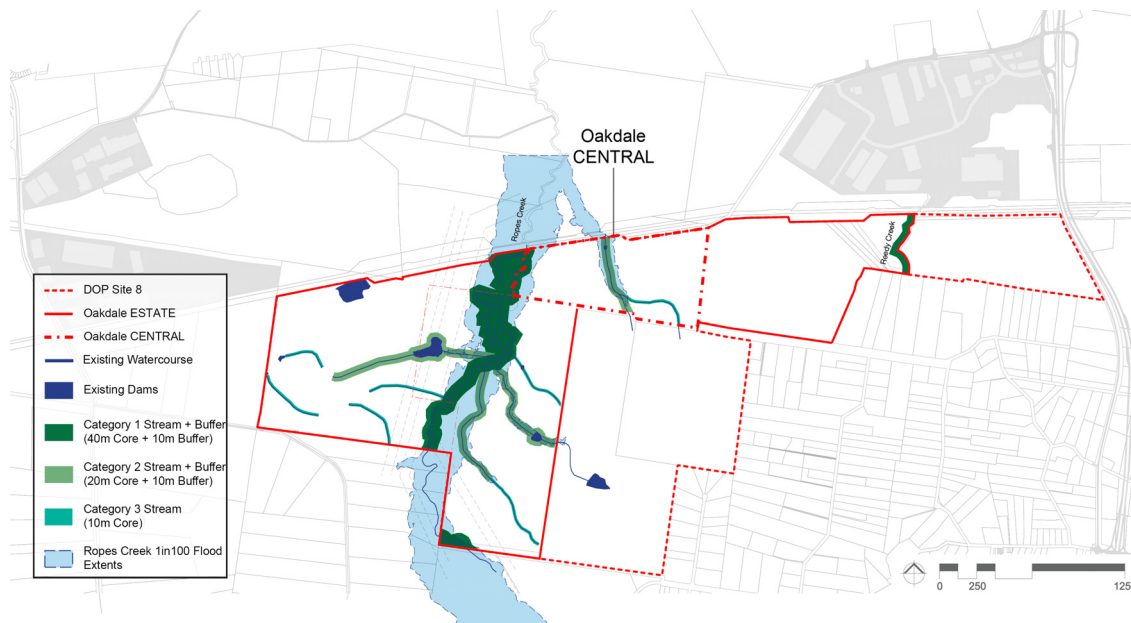 Oakdale
CENTRAL
Ropes Creek
Reedy Creek
DOP Site 8
Oakdale ESTATE
Oakdale CENTRAL
Existing Watercourse
Existing Dams
Category 1 Stream + Buffer
(40m Core + 10m Buffer)
Category 2 Stream + Buffer
(20m Core + 10m Buffer)
Category 3 Stream
(10m Core)
Ropes Creek 1in100 Flood
Extents
0 250 125